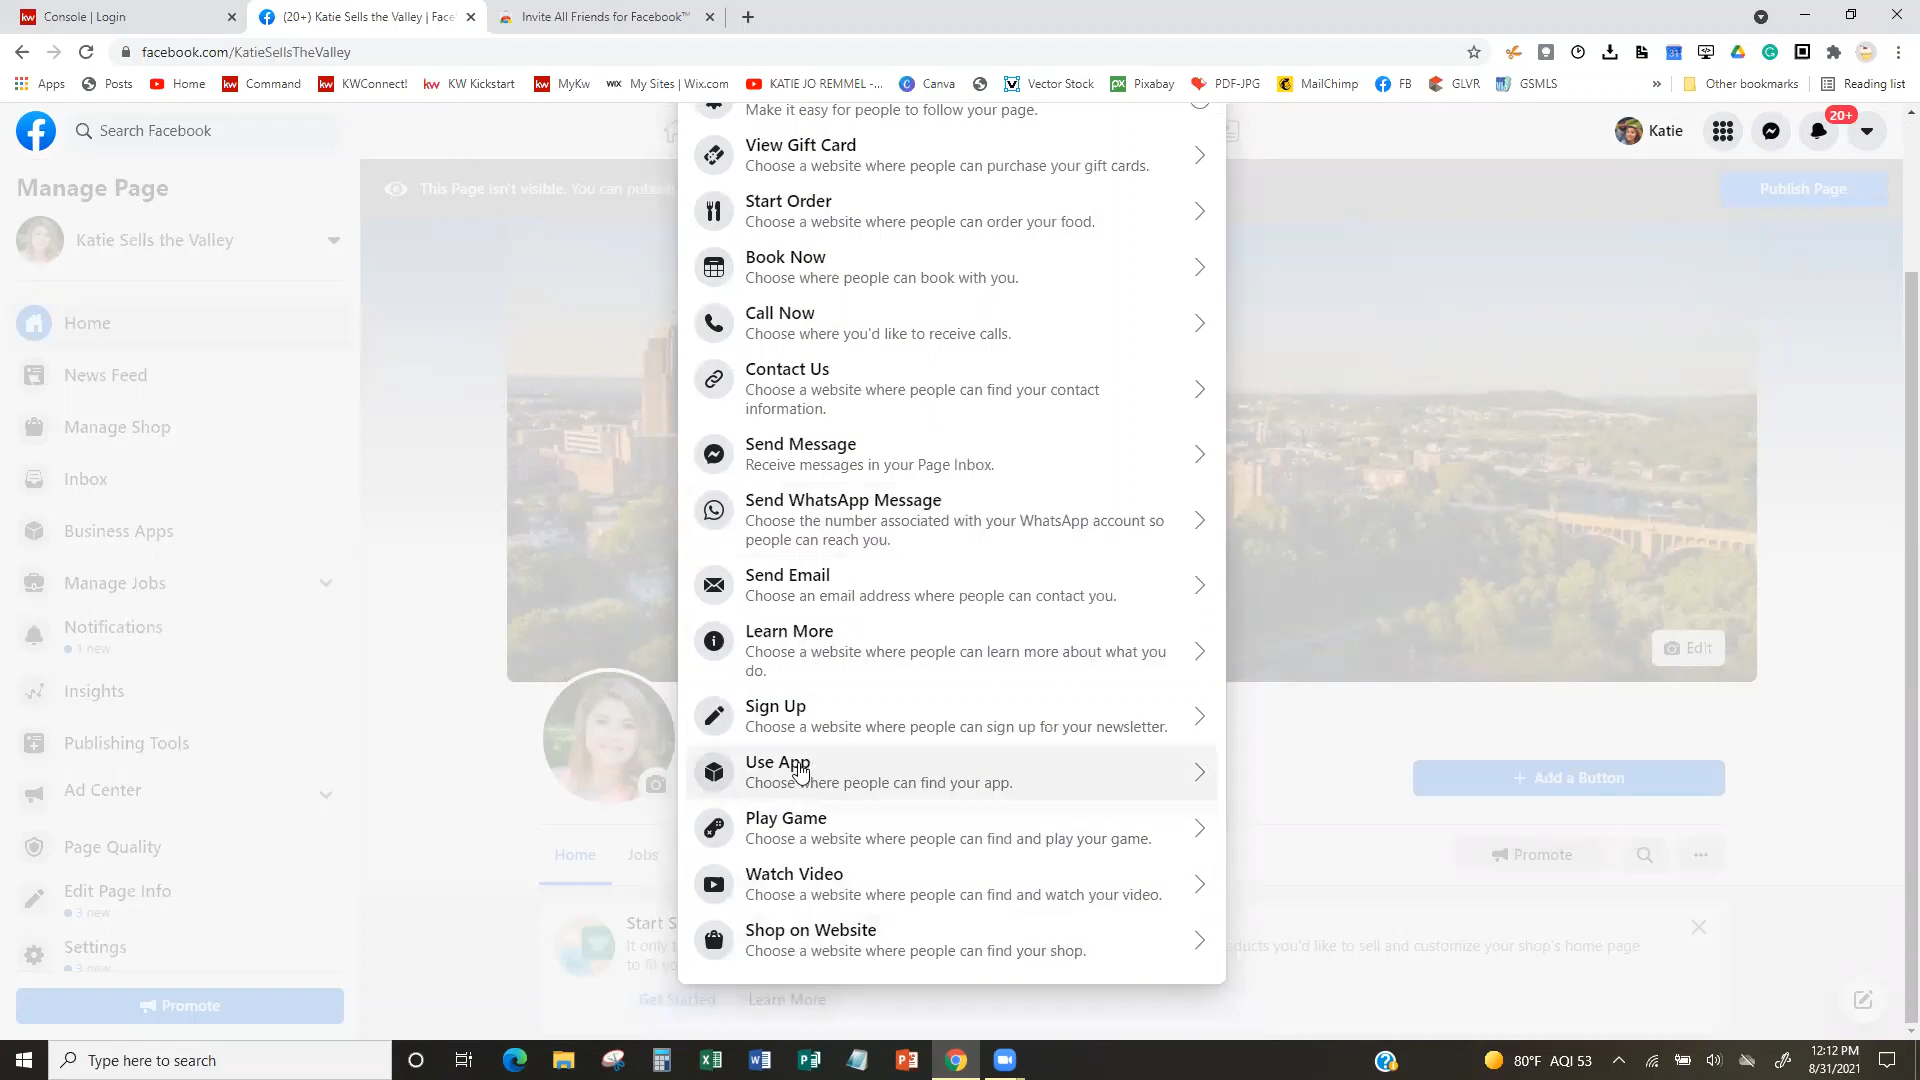 Console | Login
(20+) Katie Sells the Valley | Face
Invite All Friends for Facebook™
facebook.com/KatieSellsTheValley
Apps
Posts
Home
Command
KWConnect!
KW Kickstart
MyKw
My Sites | Wix.com
KATIE JO REMMEL -...
Canva
Vector Stock
Pixabay
PDF-JPG
MailChimp
FB
GLVR
GSMLS
Other bookmarks
Reading list
Search Facebook
Katie
20+
Manage Page
Katie Sells the Valley
Home
News Feed
Manage Shop
Inbox
Business Apps
Manage Jobs
Notifications
1 new
Insights
Publishing Tools
Ad Center
Page Quality
Edit Page Info
3 new
Settings
3 new
Promote
This Page isn't visible. You can
Publish Page
Make it easy for people to follow your page.
View Gift Card
Choose a website where people can purchase your gift cards.
Start Order
Choose a website where people can order your food.
Book Now
Choose where people can book with you.
Call Now
Choose where you'd like to receive calls.
Contact Us
Choose a website where people can find your contact
information.
Send Message
Receive messages in your Page Inbox.
Send WhatsApp Message
Choose the number associated with your WhatsApp account so
people can reach you.
Send Email
Choose an email address where people can contact you.
Learn More
Choose a website where people can learn more about what you
do.
Sign Up
Choose a website where people can sign up for your newsletter.
Use App
Choose where people can find your app.
Play Game
Choose a website where people can find and play your game.
Watch Video
Choose a website where people can find and watch your video.
Shop on Website
Choose a website where people can find your shop.
Edit
+ Add a Button
Home
Jobs
Promote
Start S
It only t
to fil
you'd like to sell and customize your shop's home page
Get Started
Learn More
Type here to search
80°F AQI 53
12:12 PM
8/31/2021